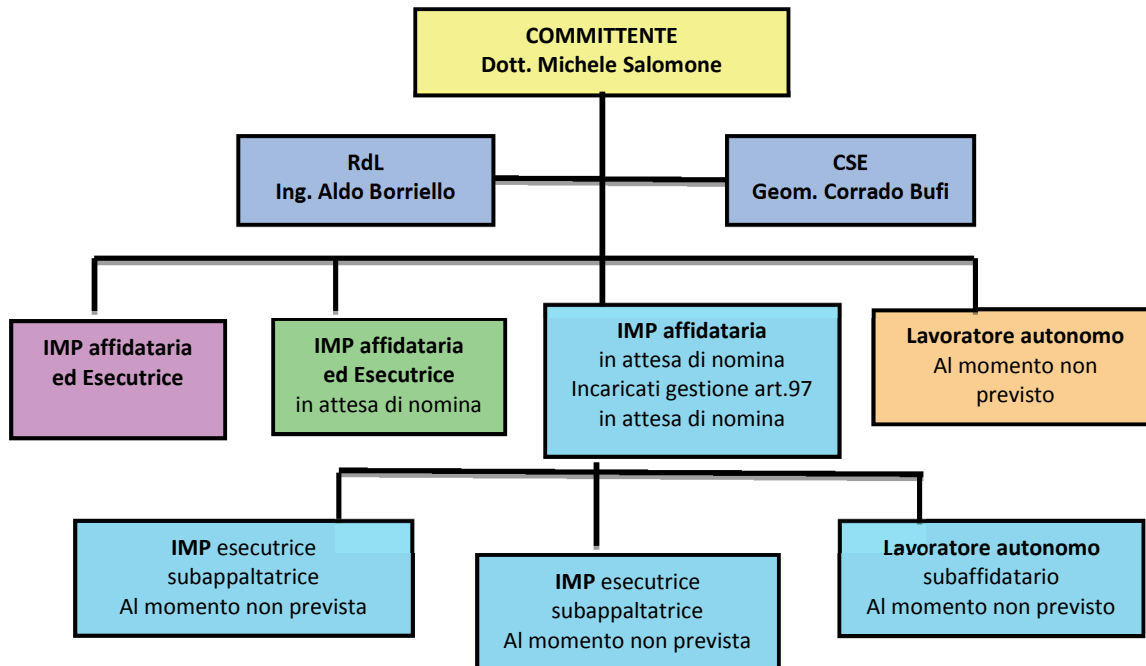 COMMITTENTE
Dott. Michele Salomone
RdL
Ing. Aldo Borriello
CSE
Geom. Corrado Bufi
IMP affidataria
ed Esecutrice
IMP affidataria
ed Esecutrice
in attesa di nomina
IMP affidataria
in attesa di nomina
Incaricati gestione art.97
in attesa di nomina
Lavoratore autonomo
Al momento non
previsto
IMP esecutrice
subappaltatrice
Al momento non prevista
IMP esecutrice
subappaltatrice
Al momento non prevista
Lavoratore autonomo
subaffidatario
Al momento non previsto